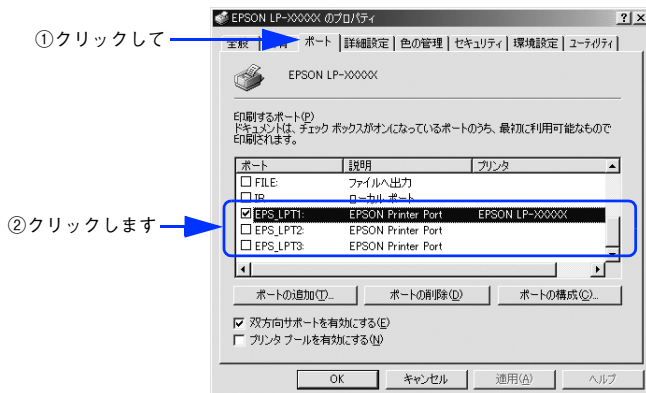 EPSON LP-XXXXX のプロパティ
①クリックして
ポート 詳細設定 色の管理 セキュリティ 環境設定 ユーティリティ
EPSON LP-XXXXX
印刷するポート(P)
ドキュメントは、チェック ボックスがオンになっているポートのうち、最初に利用可能なもので
印刷されます。
ポート 説明 プリンタ
FILE: ファイルへ出力
IR ローカル ポート
EPS_LPT1: EPSON Printer Port EPSON LP-XXXXX
②クリックします
EPS_LPT2: EPSON Printer Port
EPS_LPT3: EPSON Printer Port
ポートの追加(T)... ポートの削除(D) ポートの構成(C)...
双方向サポートを有効にする(E)
プリンタ プールを有効にする(N)
OK キャンセル 適用(A) ヘルプ